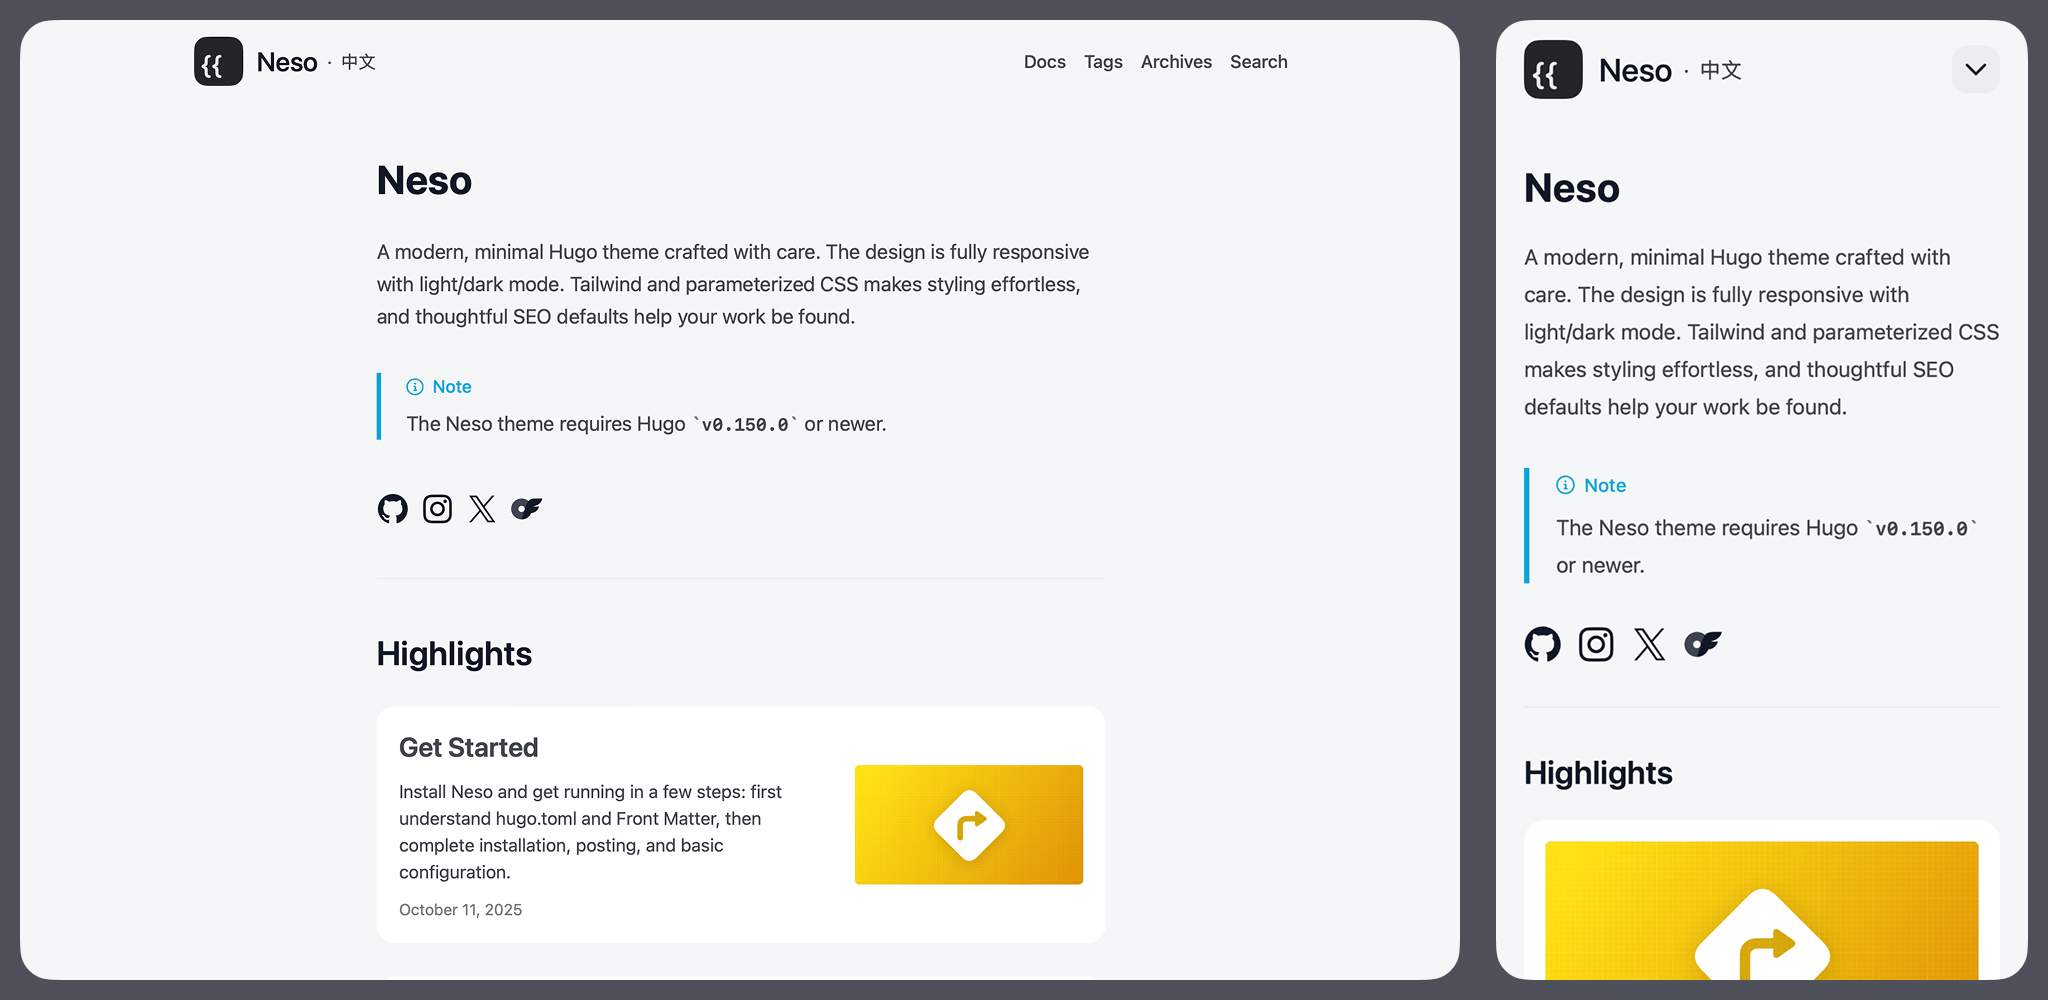 {{
Neso · 中文
Docs Tags Archives Search
Neso
A modern, minimal Hugo theme crafted with care. The design is fully responsive
with light/dark mode. Tailwind and parameterized CSS makes styling effortless,
and thoughtful SEO defaults help your work be found.
Note
The Neso theme requires Hugo `v0.150.0` or newer.
Highlights
Get Started
Install Neso and get running in a few steps: first
understand hugo.toml and Front Matter, then
complete installation, posting, and basic
configuration.
October 11, 2025
{{
Neso · 中文
Neso
A modern, minimal Hugo theme crafted with
care. The design is fully responsive with
light/dark mode. Tailwind and parameterized CSS
makes styling effortless, and thoughtful SEO
defaults help your work be found.
Note
The Neso theme requires Hugo `v0.150.0`
or newer.
Highlights